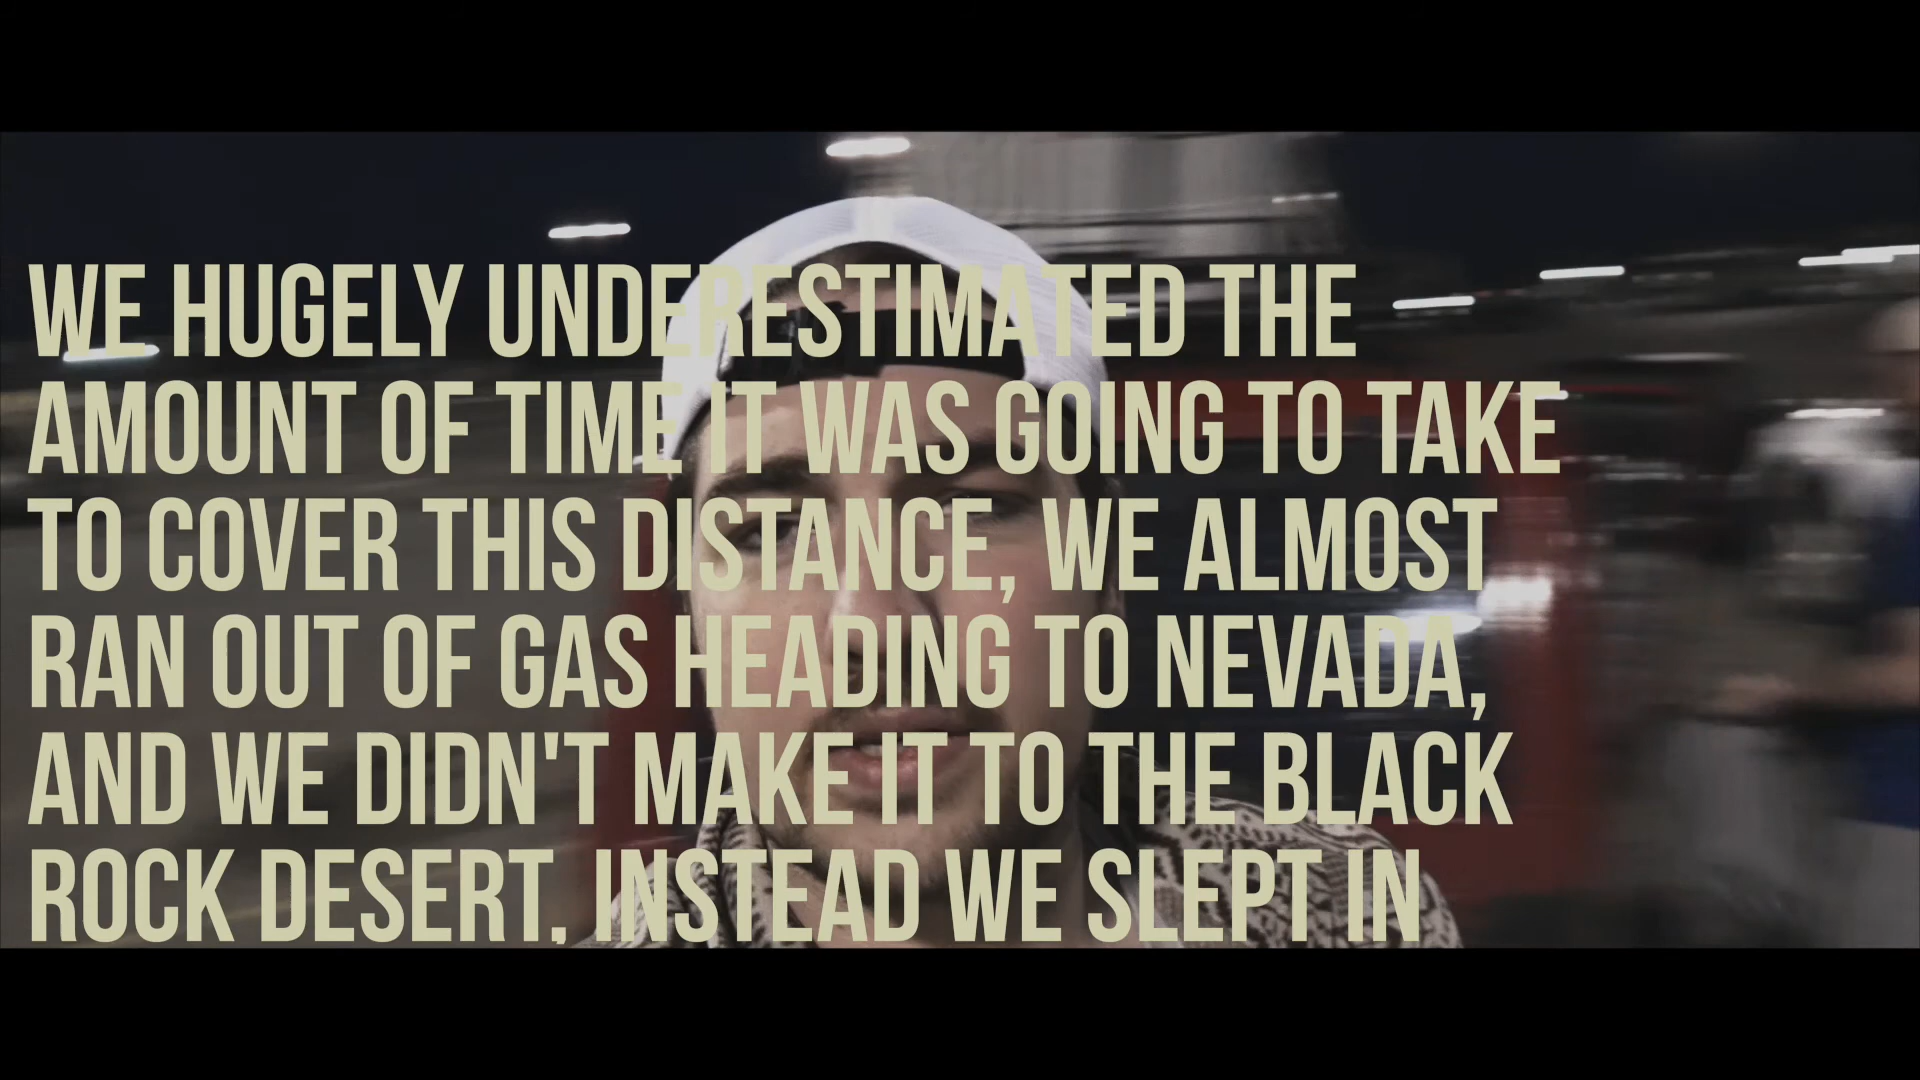 WE HUGELY UNDERESTIMATED THE
AMOUNT OF TIME IT WAS GOING TO TAKE
TO COVER THIS DISTANCE, WE ALMOST
RAN OUT OF GAS HEADING TO NEVADA,
AND WE DIDN'T MAKE IT TO THE BLACK
ROCK DESERT, INSTEAD WE SLEPT IN